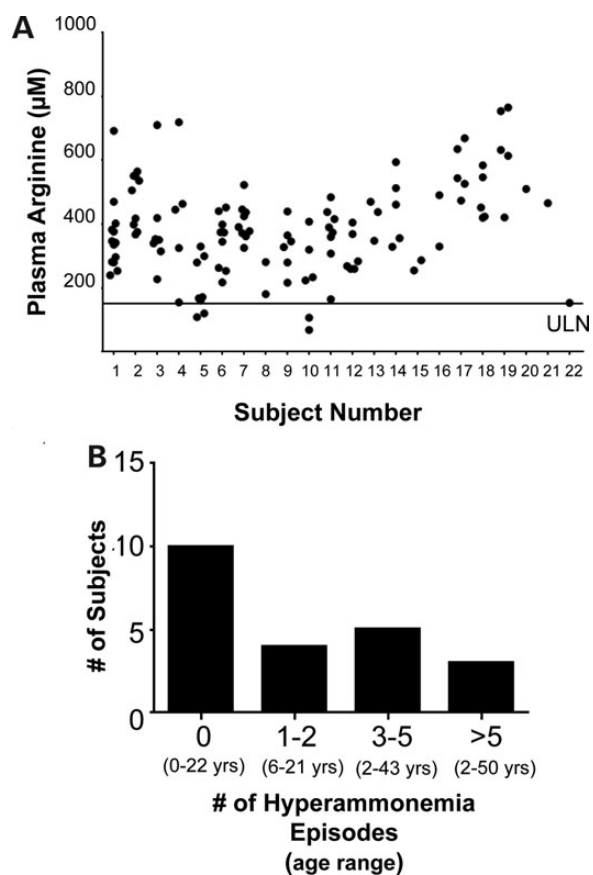 A
1000
800
600
400
200
Plasma Arginine (µM)
ULN
1 2 3 4 5 6 7 8 9 10 11 12 13 14 15 16 17 18 19 20 21 22
Subject Number
B
15
10
5
0
# of Subjects
0 1-2 3-5 >5
(0-22 yrs) (6-21 yrs) (2-43 yrs) (2-50 yrs)
# of Hyperammonemia
Episodes
(age range)